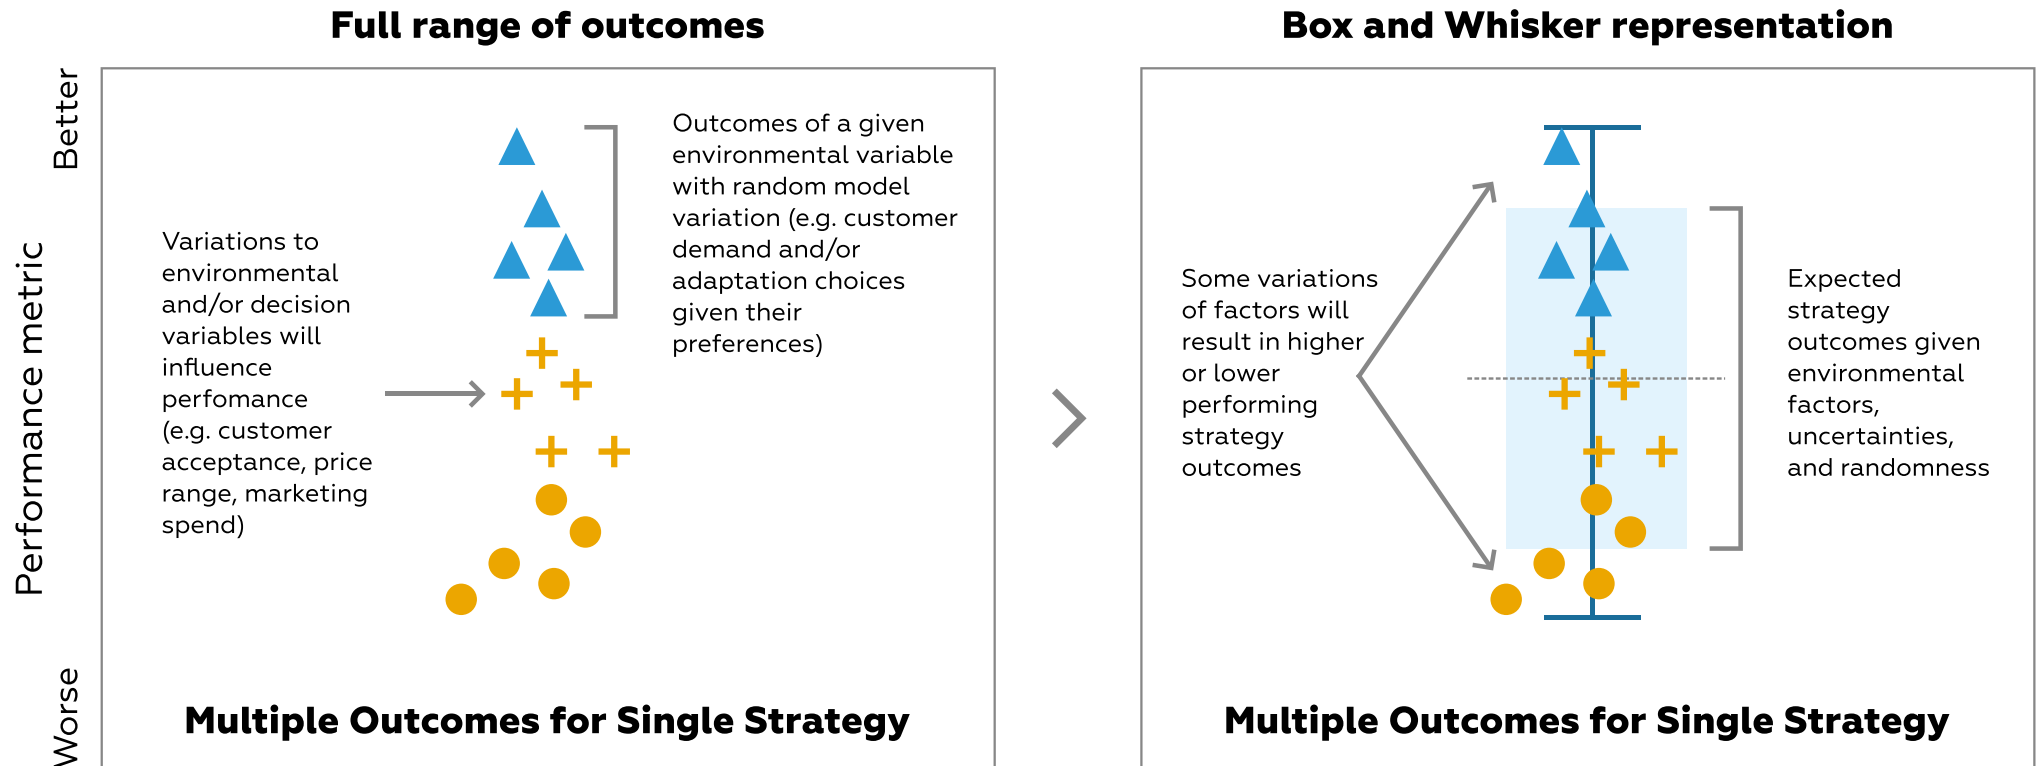 Full range of outcomes
Better
Performance metric
Worse
Variations to
environmental
and/or decision
variables will
influence
perfomance
(e.g. customer
acceptance, price
range, marketing
spend)
Outcomes of a given
environmental variable
with random model
variation (e.g. customer
demand and/or
adaptation choices
given their
preferences)
Multiple Outcomes for Single Strategy
Box and Whisker representation
Some variations
of factors will
result in higher
or lower
performing
strategy
outcomes
Expected
strategy
outcomes given
environmental
factors,
uncertainties,
and randomness
Multiple Outcomes for Single Strategy